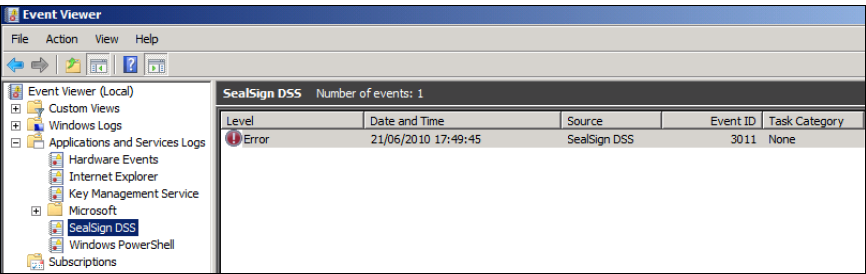 Event Viewer
File Action View Help
Event Viewer (Local)
Custom Views
Windows Logs
Applications and Services Logs
Hardware Events
Internet Explorer
Key Management Service
Microsoft
SealSign DSS
Windows PowerShell
Subscriptions
SealSign DSS Number of events: 1
Level Date and Time Source Event ID Task Category
Error 21/06/2010 17:49:45 SealSign DSS 3011 None